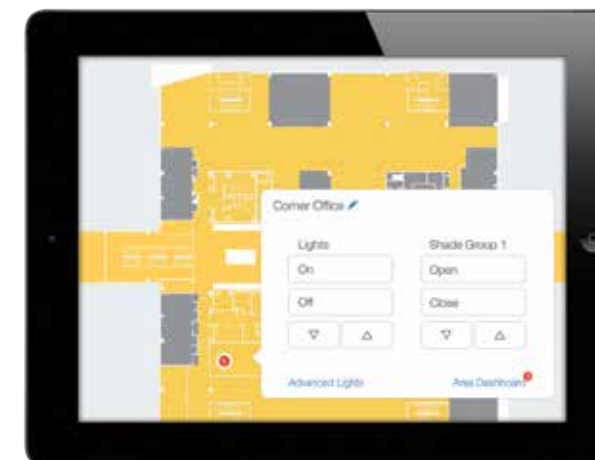 Corner Office
Lights
Shade Group 1
On
Open
Off
Close
Advanced Lights
Area Dashboard